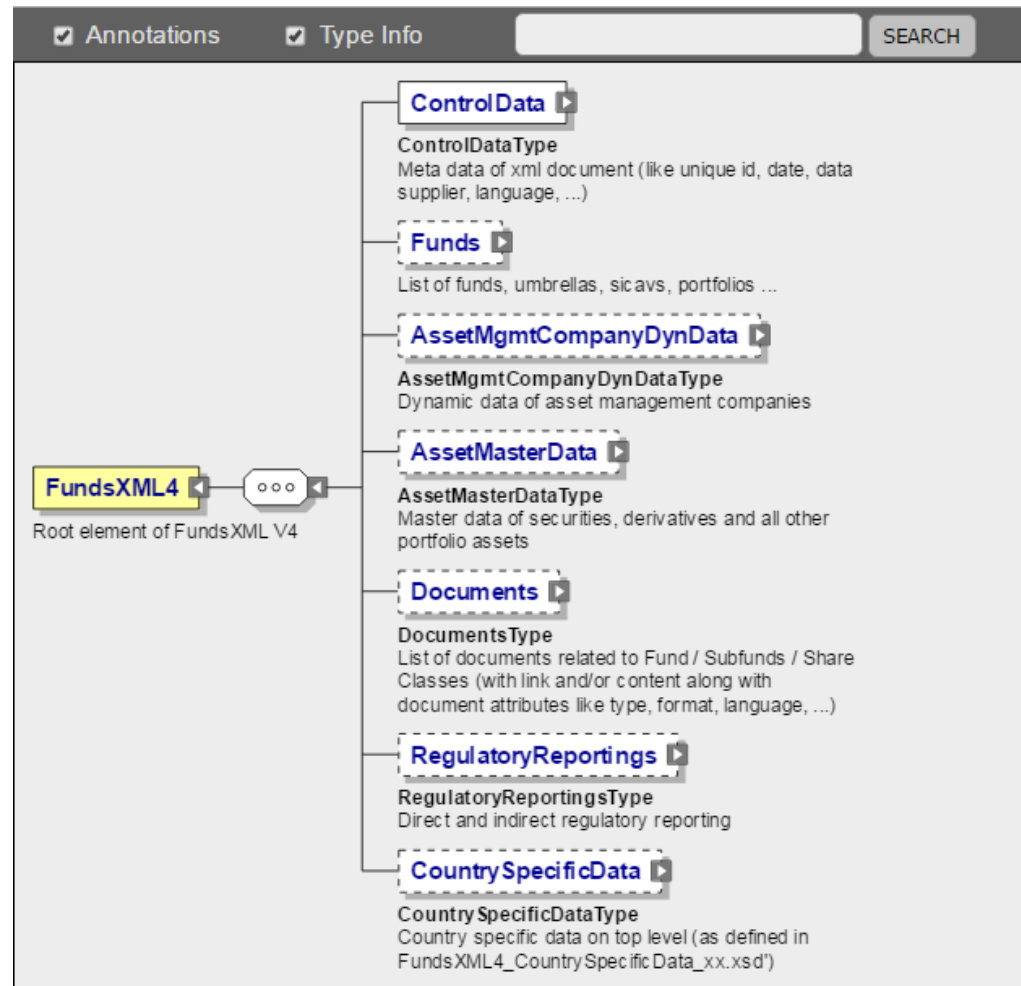 Annotations Type Info SEARCH
ControlData
ControlDataType
Meta data of xml document (like unique id, date, data
supplier, language, ...)
Funds
List of funds, umbrellas, sicavs, portfolios ...
AssetMgmtCompanyDynData
AssetMgmtCompanyDynDataType
Dynamic data of asset management companies
AssetMasterData
AssetMasterDataType
Master data of securities, derivatives and all other
portfolio assets
FundsXML4
Root element of FundsXML V4
Documents
DocumentsType
List of documents related to Fund / Subfunds / Share
Classes (with link and/or content along with
document attributes like type, format, language, ...)
RegulatoryReportings
RegulatoryReportingsType
Direct and indirect regulatory reporting
CountrySpecificData
CountrySpecificDataType
Country specific data on top level (as defined in
FundsXML4_CountrySpecificData_xx.xsd')